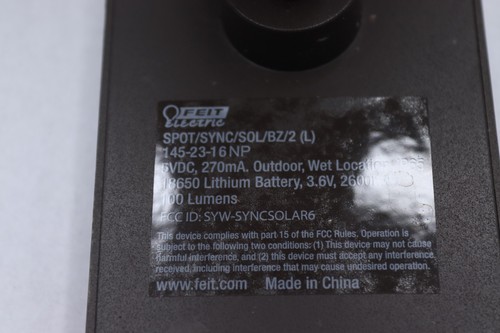 FEIT
electric
SPOT/SYNC/SOL/BZ/2 (L)
145-23-16 NP
5VDC, 270mA. Outdoor, Wet
18650 Lithium Battery, 3.6V,
100 Lumens
FCC ID: SYW-SYNCSOLAR6
This device complies with part 15 of the FCC Rules. Operation is
subject to the following two conditions: (1) This device may not cause
harmful interference, and (2) this device must accept any interference
received, including interference that may cause undesired operation.
www.feit.com Made in China